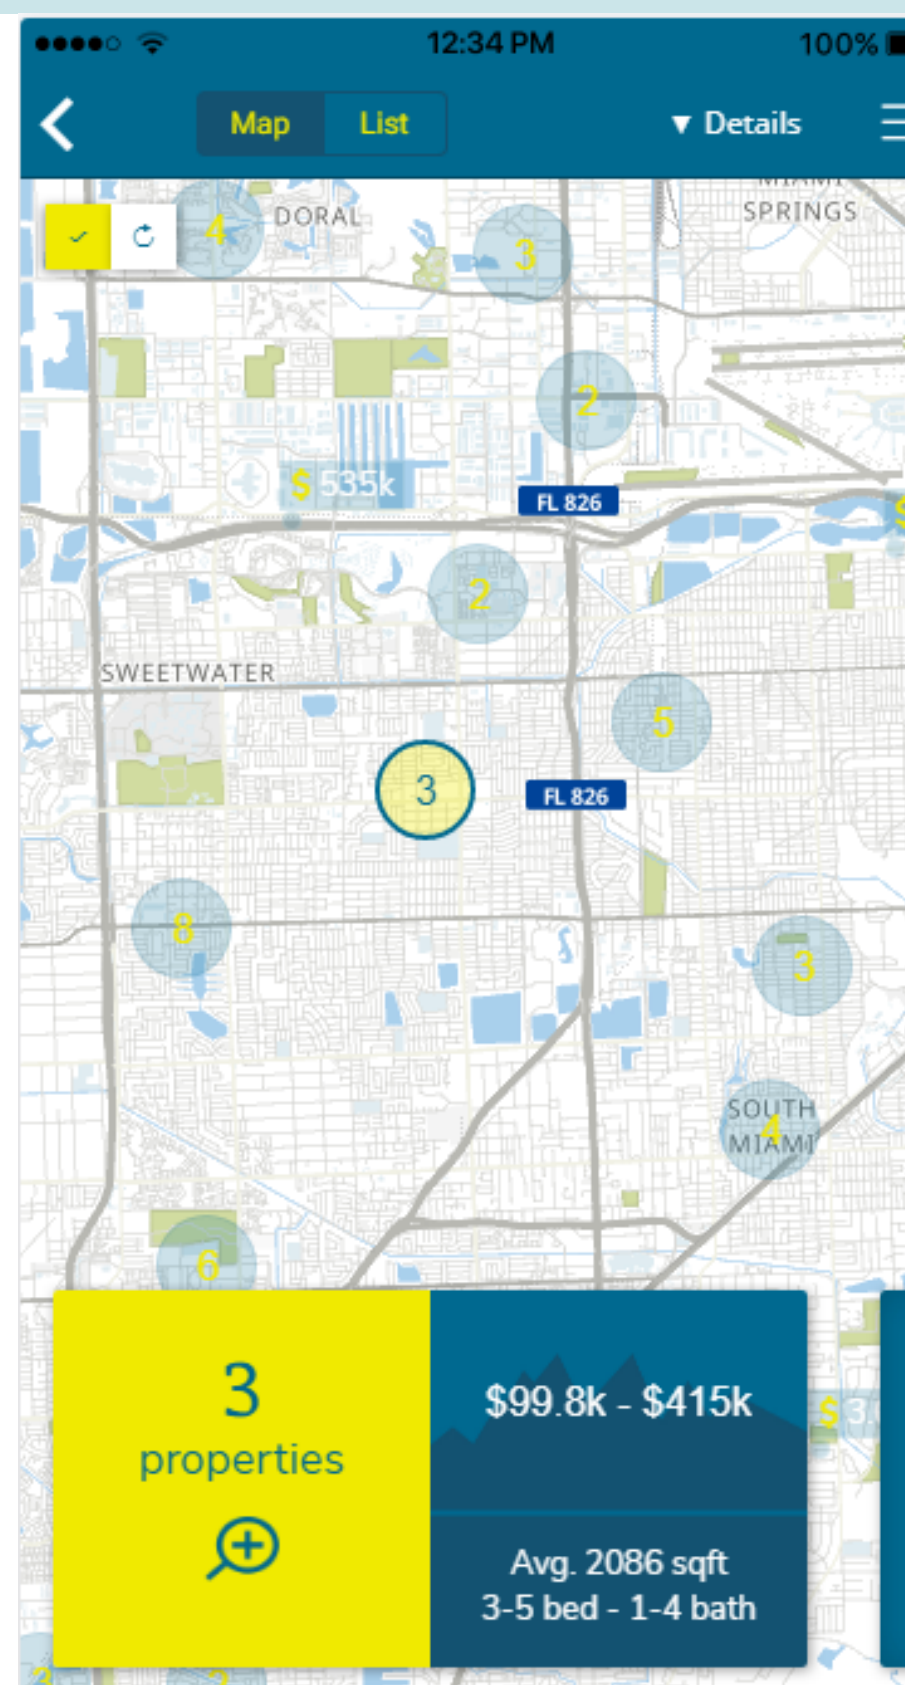 12:34 PM 100%
Map List ▼ Details
4 DORAL
SPRINGS
3
2
$ 535k
FL 826
$
2
SWEETWATER
5
3
FL 826
8
3
SOUTH
4
MIAMI
6
3
properties
$99.8k - $415k
$ 3
Avg. 2086 sqft
3-5 bed - 1-4 bath